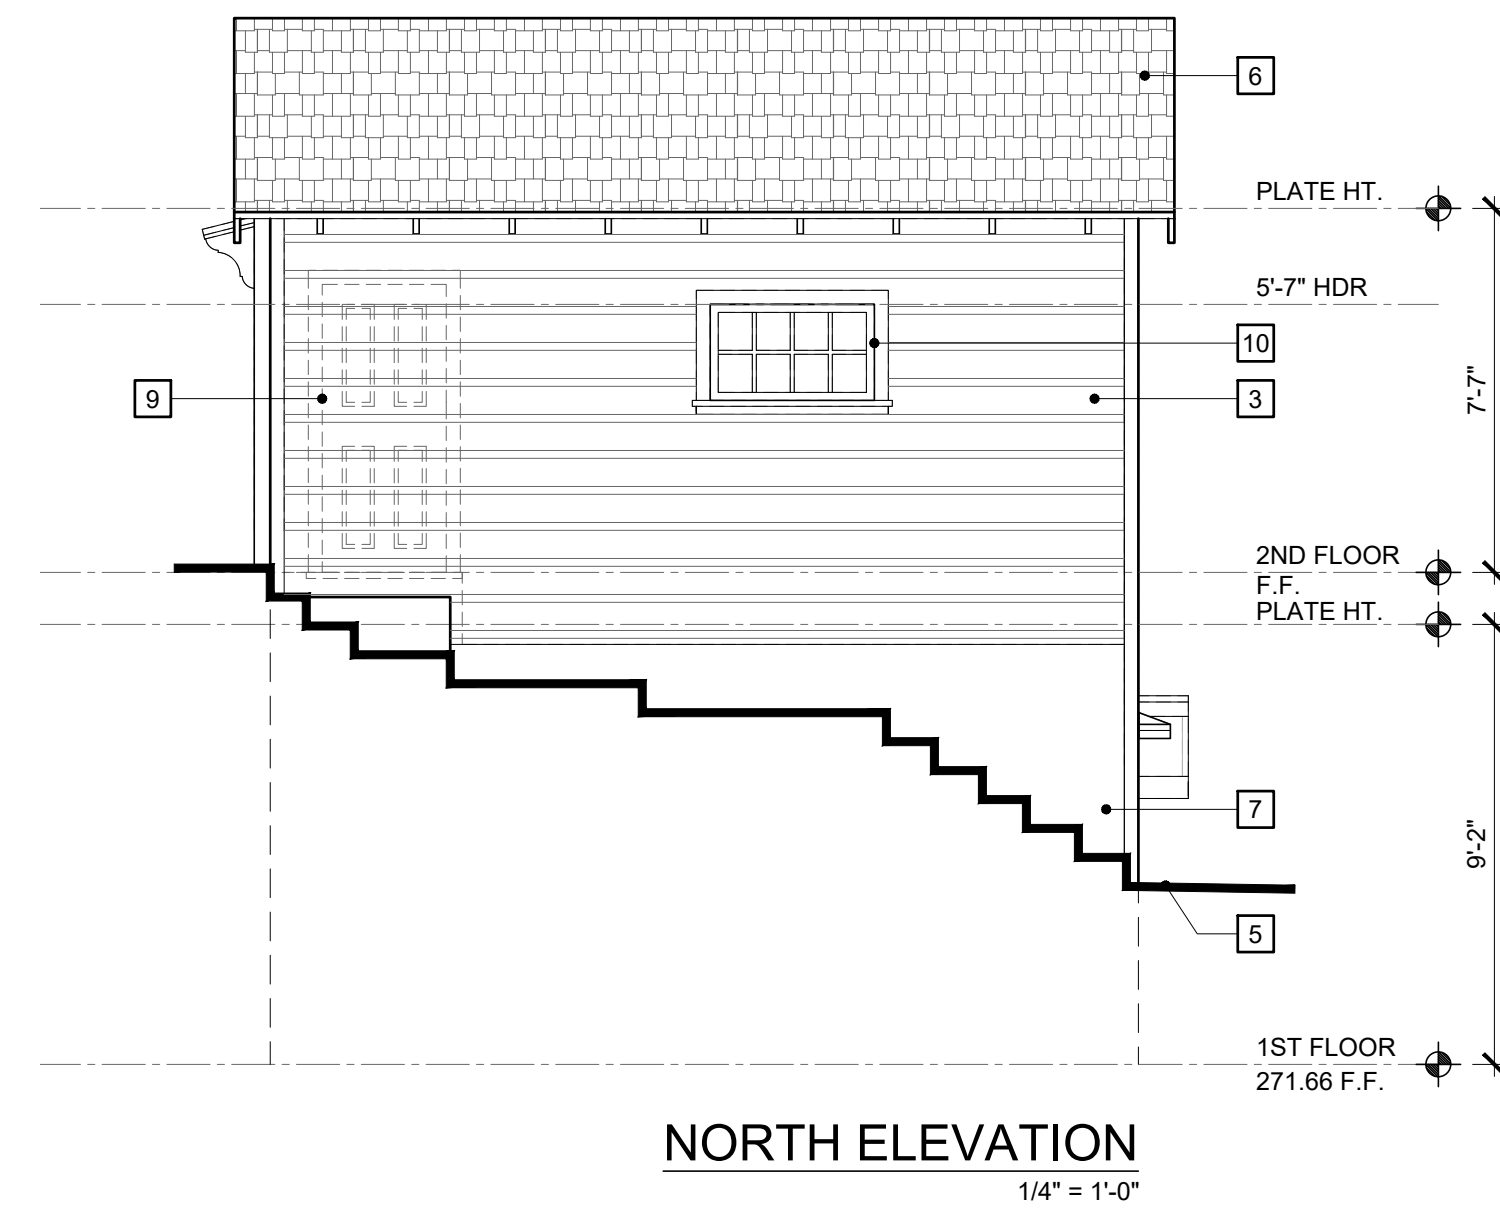 6
PLATE HT.
5'-7" HDR
10
9
3
7'-7"
2ND FLOOR
F.F.
PLATE HT.
7
9'-2"
5
1ST FLOOR
271.66 F.F.
NORTH ELEVATION
1/4" = 1'-0"